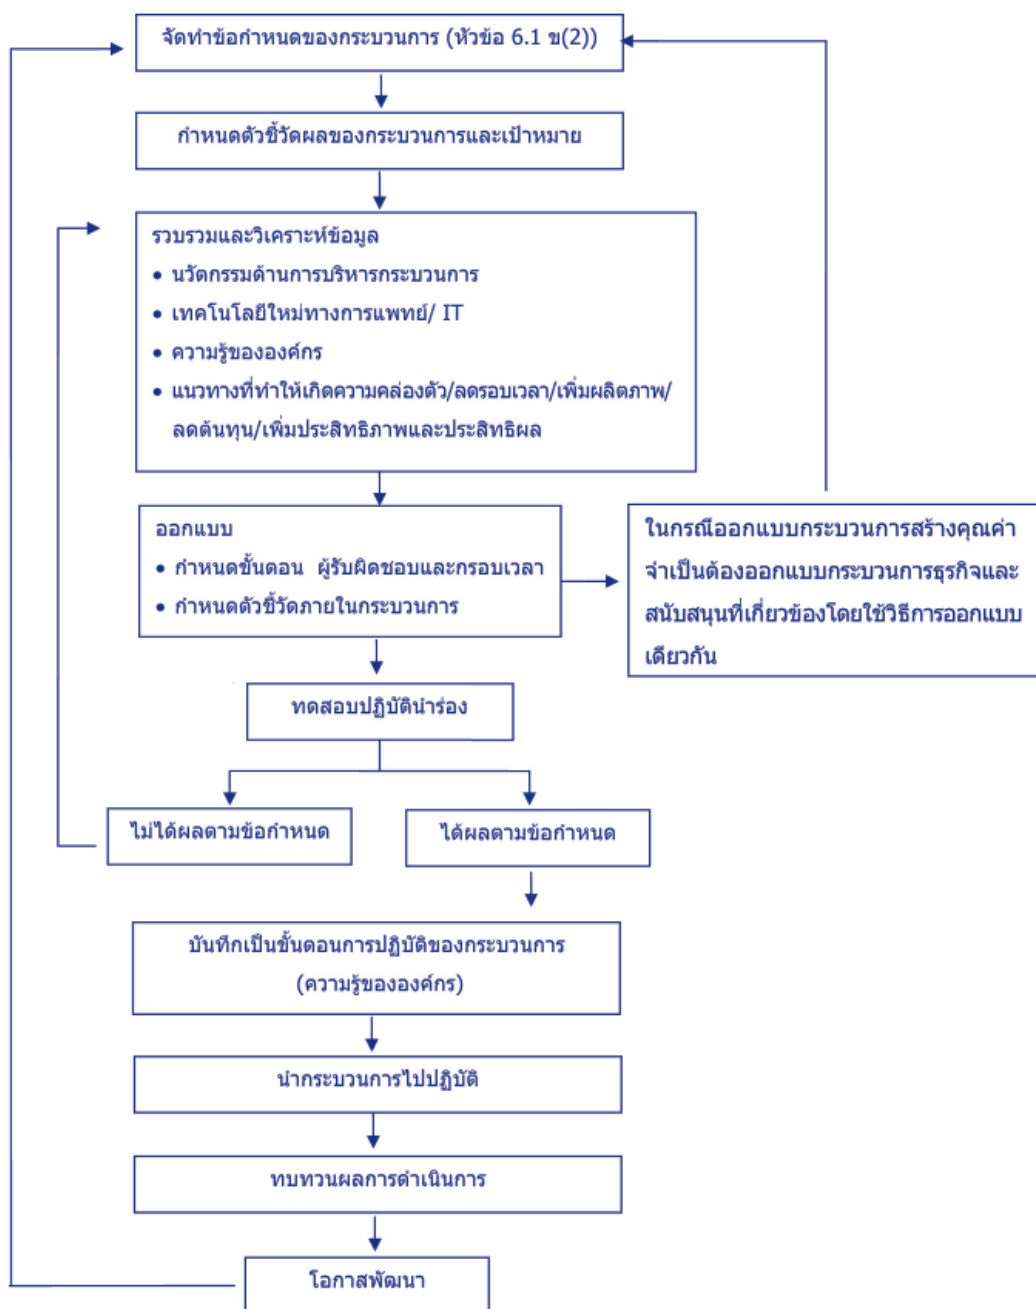 จัดทำข้อกำหนดของกระบวนการ (หัวข้อ 6.1 ข(2))
กำหนดตัวชี้วัดผลของกระบวนการและเป้าหมาย
รวบรวมและวิเคราะห์ข้อมูล
• นวัตกรรมด้านการบริหารกระบวนการ
• เทคโนโลยีใหม่ทางการแพทย์/ IT
• ความรู้ขององค์กร
• แนวทางที่ทำให้เกิดความคล่องตัว/ลดรอบเวลา/เพิ่มผลิตภาพ/
ลดต้นทุน/เพิ่มประสิทธิภาพและประสิทธิผล
ออกแบบ
• กำหนดขั้นตอน ผู้รับผิดชอบและกรอบเวลา
• กำหนดตัวชี้วัดภายในกระบวนการ
ในกรณีออกแบบกระบวนการสร้างคุณค่า
จำเป็นต้องออกแบบกระบวนการธุรกิจและ
สนับสนุนที่เกี่ยวข้องโดยใช้วิธีการออกแบบ
เดียวกัน
ทดสอบปฏิบัตินำร่อง
ไม่ได้ผลตามข้อกำหนด
ได้ผลตามข้อกำหนด
บันทึกเป็นขั้นตอนการปฏิบัติของกระบวนการ
(ความรู้ขององค์กร)
นำกระบวนการไปปฏิบัติ
ทบทวนผลการดำเนินการ
โอกาสพัฒนา